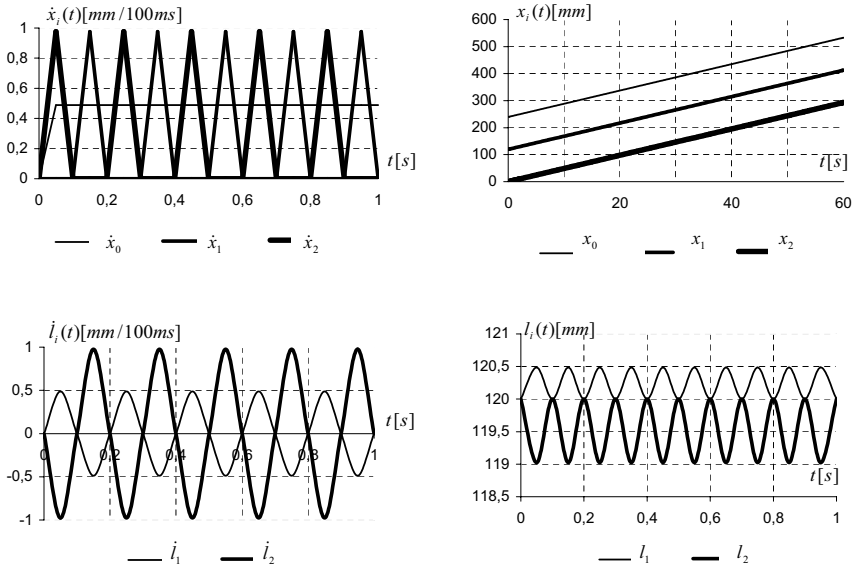 ẋᵢ(t)[mm/100ms]
1
0,8
0,6
0,4
0,2
0
t[s]
0 0,2 0,4 0,6 0,8 1
ẋ₀ ẋ₁ ẋ₂
xᵢ(t)[mm]
600
500
400
300
200
100
0
t[s]
0 20 40 60
x₀ x₁ x₂
l̇ᵢ(t)[mm/100ms]
1
0,5
0
-0,5
-1
t[s]
0 0,2 0,4 0,6 0,8 1
l̇₁ l̇₂
lᵢ(t)[mm]
121
120,5
120
119,5
119
118,5
t[s]
0 0,2 0,4 0,6 0,8 1
l₁ l₂